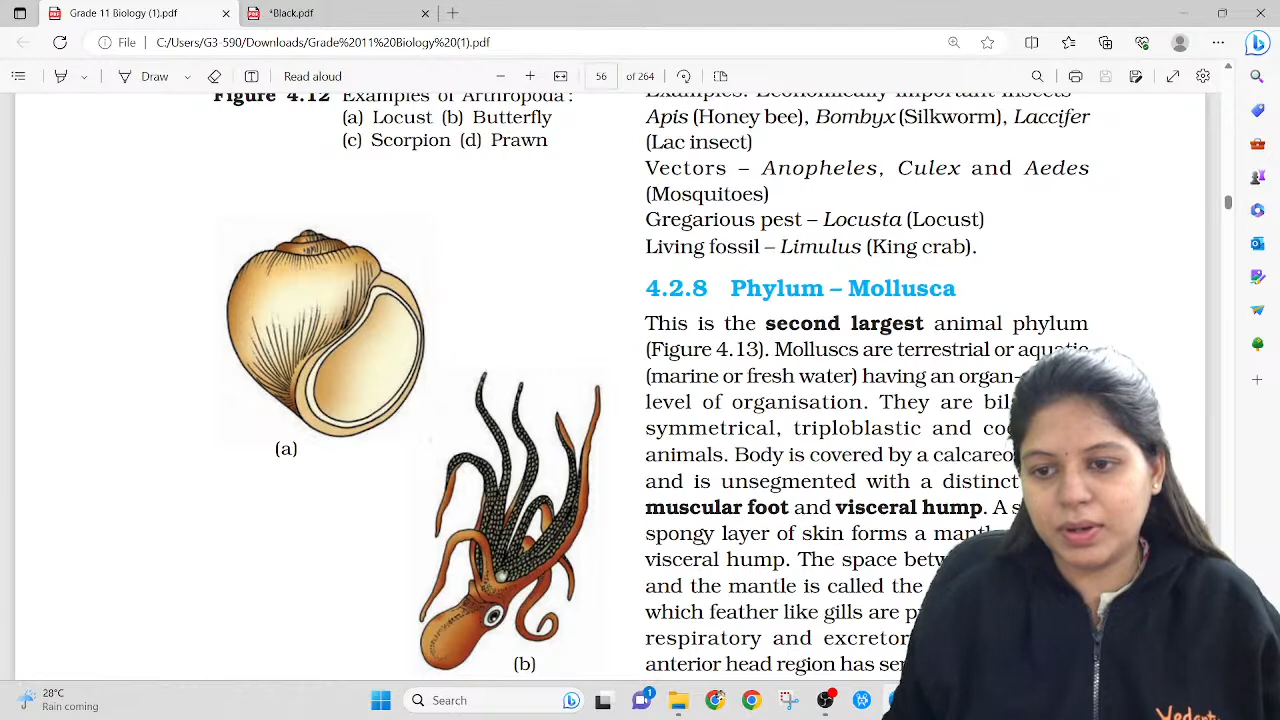 Grade 11 Biology (1).pdf
*Black.pdf
File
C:/Users/G3-590/Downloads/Grade%2011%20Biology%20(1).pdf
Draw
Read aloud
56
of 264
Figure 4.12 Examples of Arthropoda :
(a) Locust (b) Butterfly
(c) Scorpion (d) Prawn
(a)
(b)
Examples: Economically important insects –
Apis (Honey bee), Bombyx (Silkworm), Laccifer
(Lac insect)
Vectors – Anopheles, Culex and Aedes
(Mosquitoes)
Gregarious pest – Locusta (Locust)
Living fossil – Limulus (King crab).
4.2.8 Phylum – Mollusca
This is the second largest animal phylum
(Figure 4.13). Molluscs are terrestrial or aquatic
(marine or fresh water) having an organ-
level of organisation. They are
symmetrical, triploblastic and
animals. Body is covered by a
and is unsegmented with a distinct
muscular foot and visceral hump. A
spongy layer of skin forms a
visceral hump. The space
and the mantle is called the
which feather like gills are
respiratory and
anterior head region has
28°C
Rain coming
Search
1